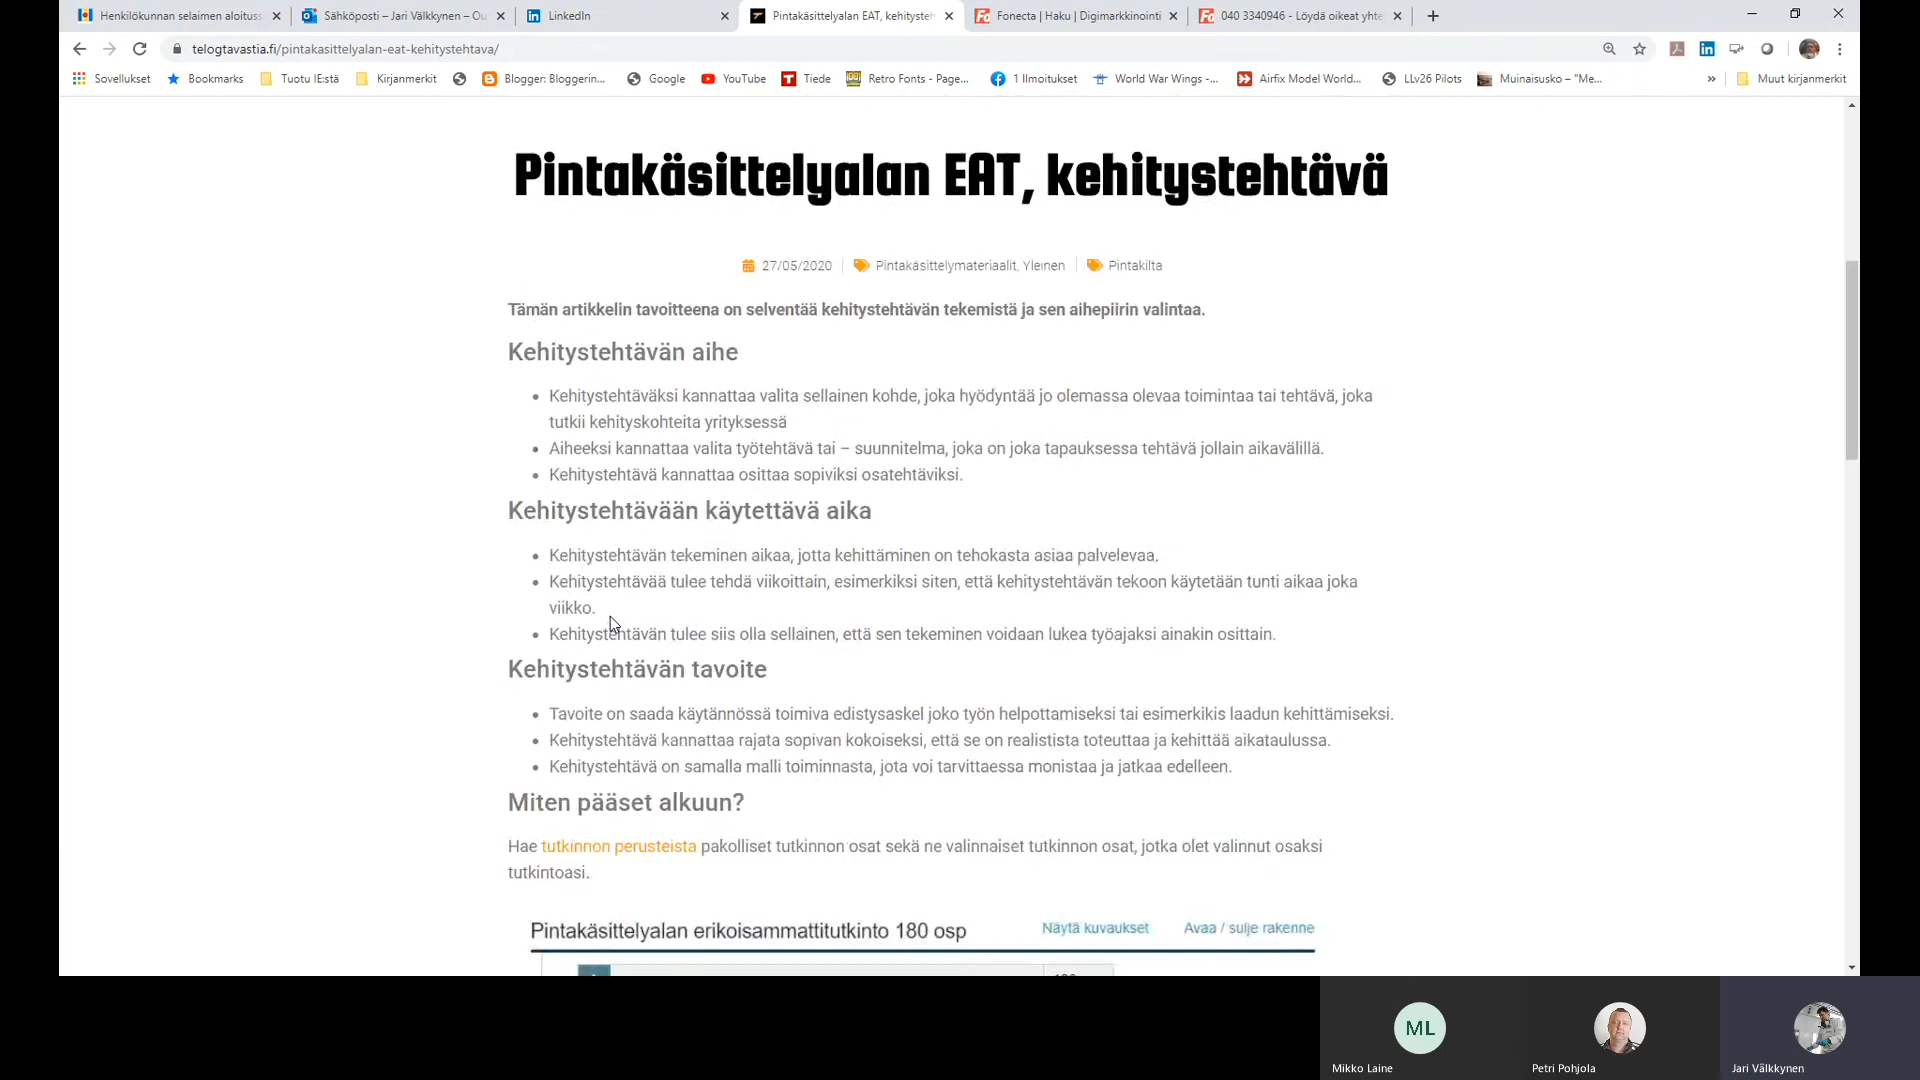 Henkilökunnan selaimen aloituss
Sähköposti – Jari Välkkynen – Ou
LinkedIn
Pintakäsittelyalan EAT, kehitysteh
Fonecta | Haku | Digimarkkinointi
040 3340946 - Löydä oikeat yhte
telogtavastia.fi/pintakasittelyalan-eat-kehitystehtava/
Sovellukset
Bookmarks
Tuotu IE:stä
Kirjanmerkit
Blogger: Bloggerin...
Google
YouTube
Tiede
Retro Fonts - Page...
1 Ilmoitukset
World War Wings -...
Airfix Model World...
LLv26 Pilots
Muinaisusko – "Me...
»
Muut kirjanmerkit
Pintakäsittelyalan EAT, kehitystehtävä
27/05/2020
Pintakäsittelymateriaalit, Yleinen
Pintakilta
Tämän artikkelin tavoitteena on selventää kehitystehtävän tekemistä ja sen aihepiirin valintaa.
Kehitystehtävän aihe
• Kehitystehtäväksi kannattaa valita sellainen kohde, joka hyödyntää jo olemassa olevaa toimintaa tai tehtävä, joka
tutkii kehityskohteita yrityksessä
• Aiheeksi kannattaa valita työtehtävä tai – suunnitelma, joka on joka tapauksessa tehtävä jollain aikavälillä.
• Kehitystehtävä kannattaa osittaa sopiviksi osatehtäviksi.
Kehitystehtävään käytettävä aika
• Kehitystehtävän tekeminen aikaa, jotta kehittäminen on tehokasta asiaa palvelevaa.
• Kehitystehtävää tulee tehdä viikoittain, esimerkiksi siten, että kehitystehtävän tekoon käytetään tunti aikaa joka
viikko.
• Kehitystehtävän tulee siis olla sellainen, että sen tekeminen voidaan lukea työajaksi ainakin osittain.
Kehitystehtävän tavoite
• Tavoite on saada käytännössä toimiva edistysaskel joko työn helpottamiseksi tai esimerkikis laadun kehittämiseksi.
• Kehitystehtävä kannattaa rajata sopivan kokoiseksi, että se on realistista toteuttaa ja kehittää aikataulussa.
• Kehitystehtävä on samalla malli toiminnasta, jota voi tarvittaessa monistaa ja jatkaa edelleen.
Miten pääset alkuun?
Hae tutkinnon perusteista pakolliset tutkinnon osat sekä ne valinnaiset tutkinnon osat, jotka olet valinnut osaksi
tutkintoasi.
Pintakäsittelyalan erikoisammattitutkinto 180 osp
Näytä kuvaukset
Avaa / sulje rakenne
ML
Mikko Laine
Petri Pohjola
Jari Välkkynen